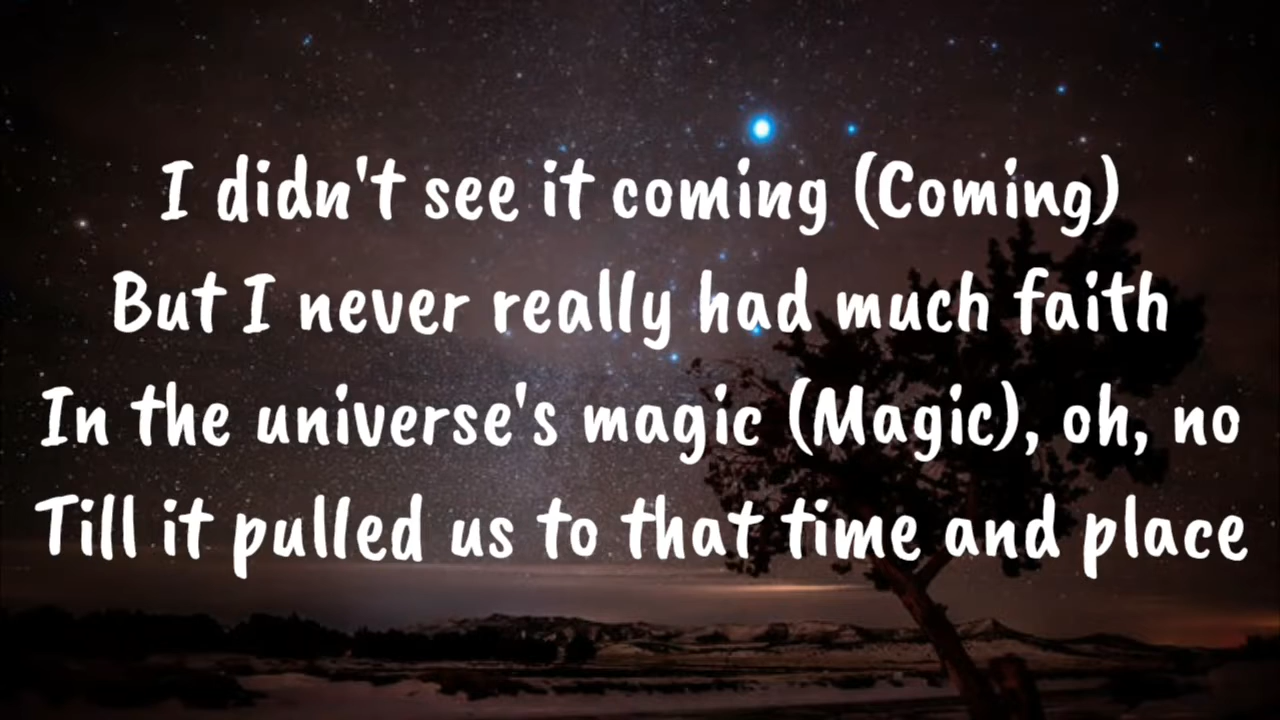 I didn't see it coming (Coming)
But I never really had much faith
In the universe's magic (Magic), oh, no
Till it pulled us to that time and place